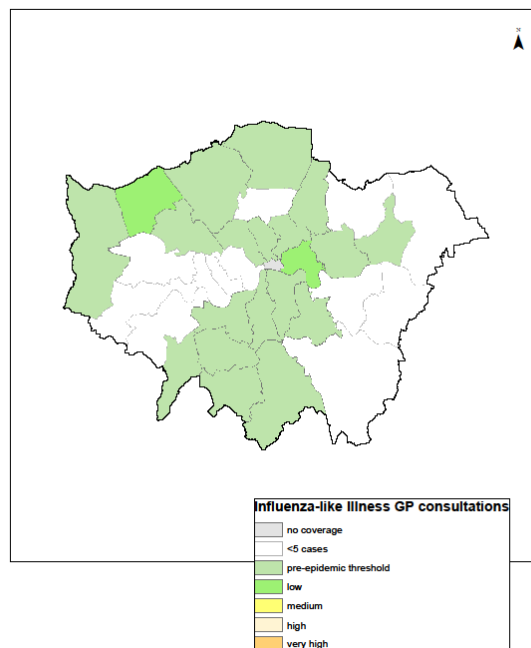 Influenza-like Illness GP consultations
no coverage
<5 cases
pre-epidemic threshold
low
medium
high
very high